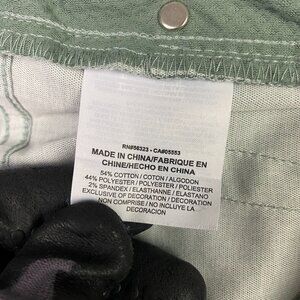 RN#56323 - CA#05553
MADE IN CHINA/FABRIQUE EN
CHINE/HECHO EN CHINA
54% COTTON / COTON / ALGODON
44% POLYESTER / POLYESTER / POLIESTER
2% SPANDEX / ELASTHANNE / ELASTANO
EXCLUSIVE OF DECORATION / DECORATION
NON COMPRISE / NO INCLUYE LA
DECORACION